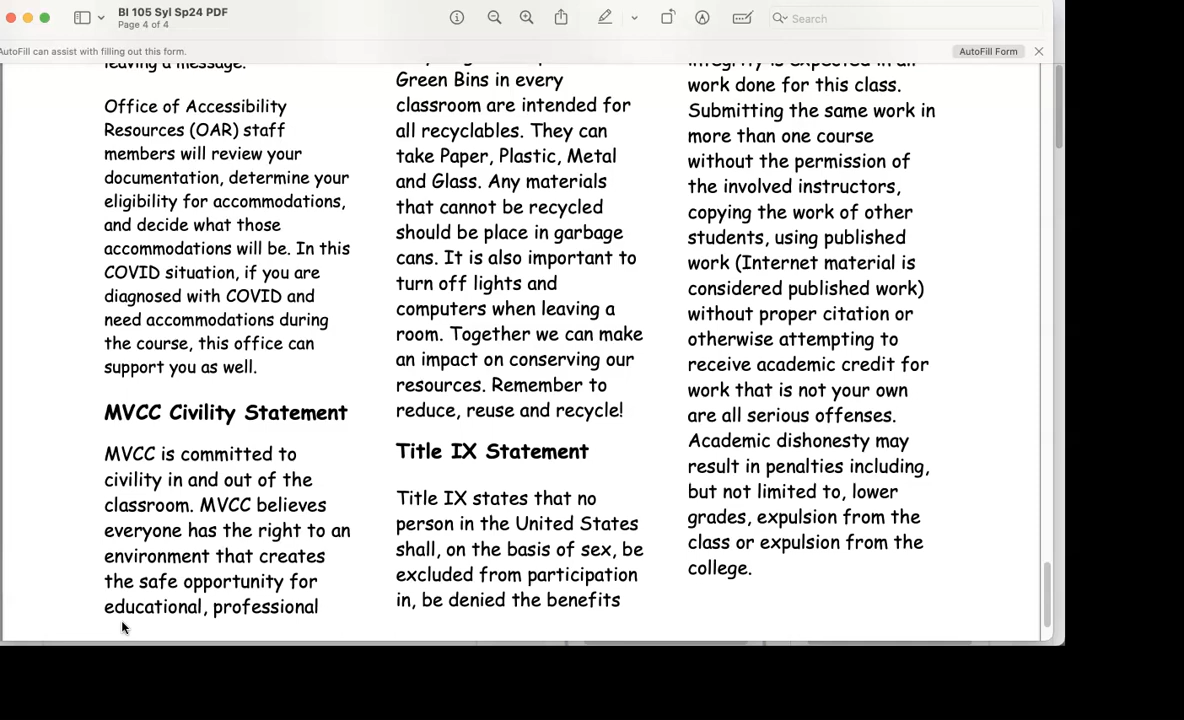 BI 105 Syl Sp24 PDF
Page 4 of 4
Search
AutoFill can assist with filling out this form.
AutoFill Form
leaving a message.
Office of Accessibility
Resources (OAR) staff
members will review your
documentation, determine your
eligibility for accommodations,
and decide what those
accommodations will be. In this
COVID situation, if you are
diagnosed with COVID and
need accommodations during
the course, this office can
support you as well.
MVCC Civility Statement
MVCC is committed to
civility in and out of the
classroom. MVCC believes
everyone has the right to an
environment that creates
the safe opportunity for
educational, professional
Green Bins in every
classroom are intended for
all recyclables. They can
take Paper, Plastic, Metal
and Glass. Any materials
that cannot be recycled
should be place in garbage
cans. It is also important to
turn off lights and
computers when leaving a
room. Together we can make
an impact on conserving our
resources. Remember to
reduce, reuse and recycle!
Title IX Statement
Title IX states that no
person in the United States
shall, on the basis of sex, be
excluded from participation
in, be denied the benefits
integrity is expected in all
work done for this class.
Submitting the same work in
more than one course
without the permission of
the involved instructors,
copying the work of other
students, using published
work (Internet material is
considered published work)
without proper citation or
otherwise attempting to
receive academic credit for
work that is not your own
are all serious offenses.
Academic dishonesty may
result in penalties including,
but not limited to, lower
grades, expulsion from the
class or expulsion from the
college.